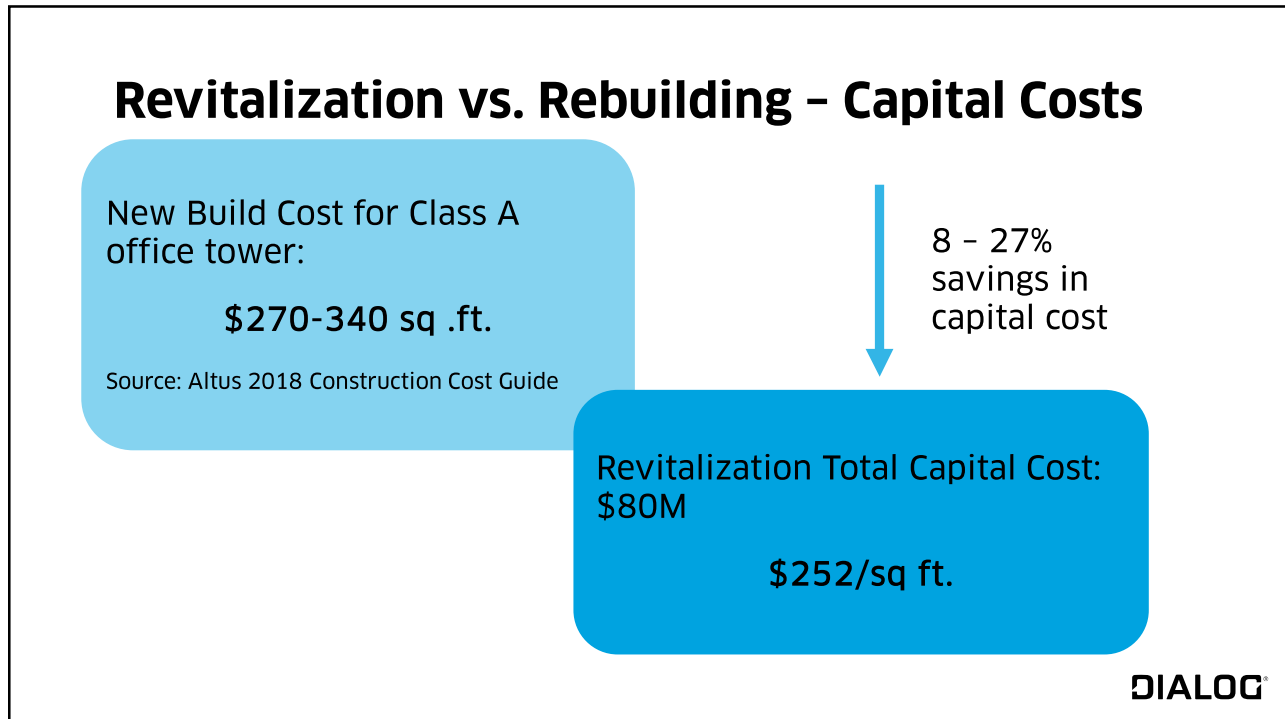 Revitalization vs. Rebuilding – Capital Costs
New Build Cost for Class A
office tower:
$270-340 sq .ft.
Source: Altus 2018 Construction Cost Guide
8 – 27%
savings in
capital cost
Revitalization Total Capital Cost:
$80M
$252/sq ft.
DIALOG®